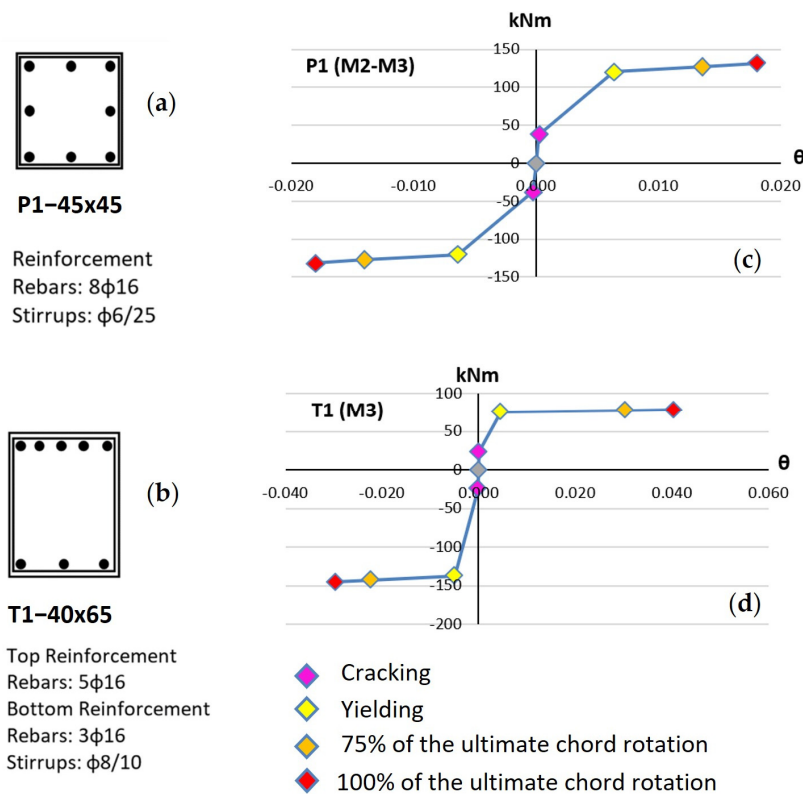 (a)
P1−45x45
Reinforcement
Rebars: 8ϕ16
Stirrups: ϕ6/25
kNm
P1 (M2-M3)
150
100
50
0
-50
-100
-150
-0.020
-0.010
0.000
0.010
0.020
θ
(c)
(b)
T1−40x65
Top Reinforcement
Rebars: 5ϕ16
Bottom Reinforcement
Rebars: 3ϕ16
Stirrups: ϕ8/10
kNm
T1 (M3)
100
50
0
-50
-100
-150
-200
-0.040
-0.020
0.000
0.020
0.040
0.060
θ
(d)
Cracking
Yielding
75% of the ultimate chord rotation
100% of the ultimate chord rotation